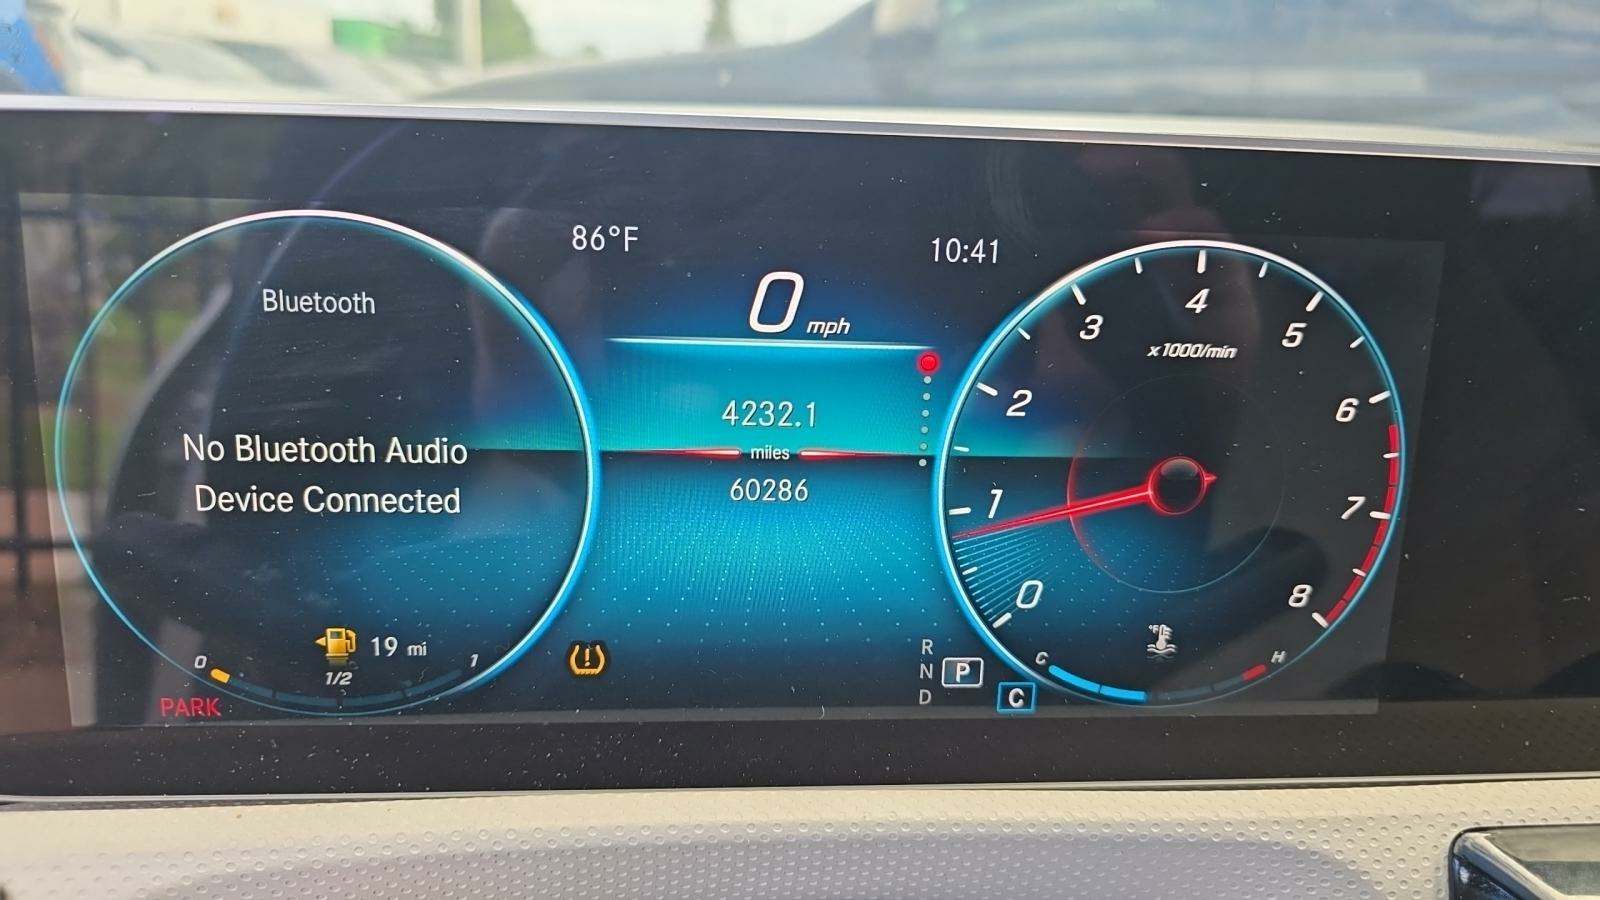 86°F
10:41
0 mph
Bluetooth
No Bluetooth Audio
Device Connected
4232.1
miles
60286
x1000/min
0
1
2
3
4
5
6
7
8
19 mi
0
1/2
1
PARK
R
N
D
P
C
C
°F
H